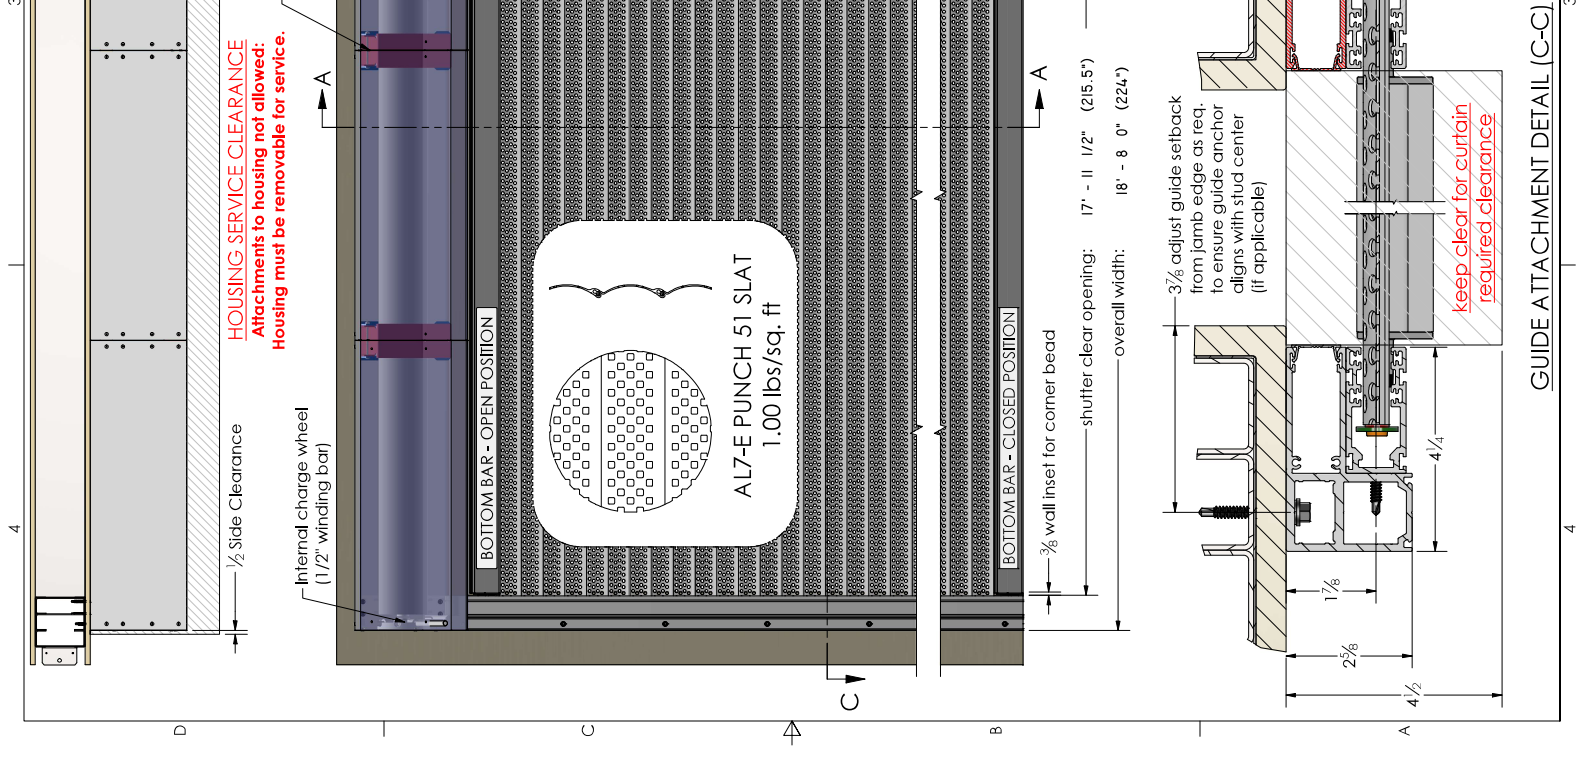 3
4
D
C
B
A
3
4
HOUSING SERVICE CLEARANCE
Attachments to housing not allowed:
Housing must be removable for service.
½ Side Clearance
Internal charge wheel
(1/2" winding bar)
A
A
BOTTOM BAR - OPEN POSITION
AL7-E PUNCH 51 SLAT
1.00 lbs/sq. ft
BOTTOM BAR - CLOSED POSITION
⅜ wall inset for corner bead
shutter clear opening: 17' - 11 1/2" (215.5")
overall width: 18' - 8 0" (224")
C
3⅞ adjust guide setback
from jamb edge as req.
to ensure guide anchor
aligns with stud center
(if applicable)
keep clear for curtain
required clearance
4¼
1⅞
2⅝
4½
GUIDE ATTACHMENT DETAIL (C-C)